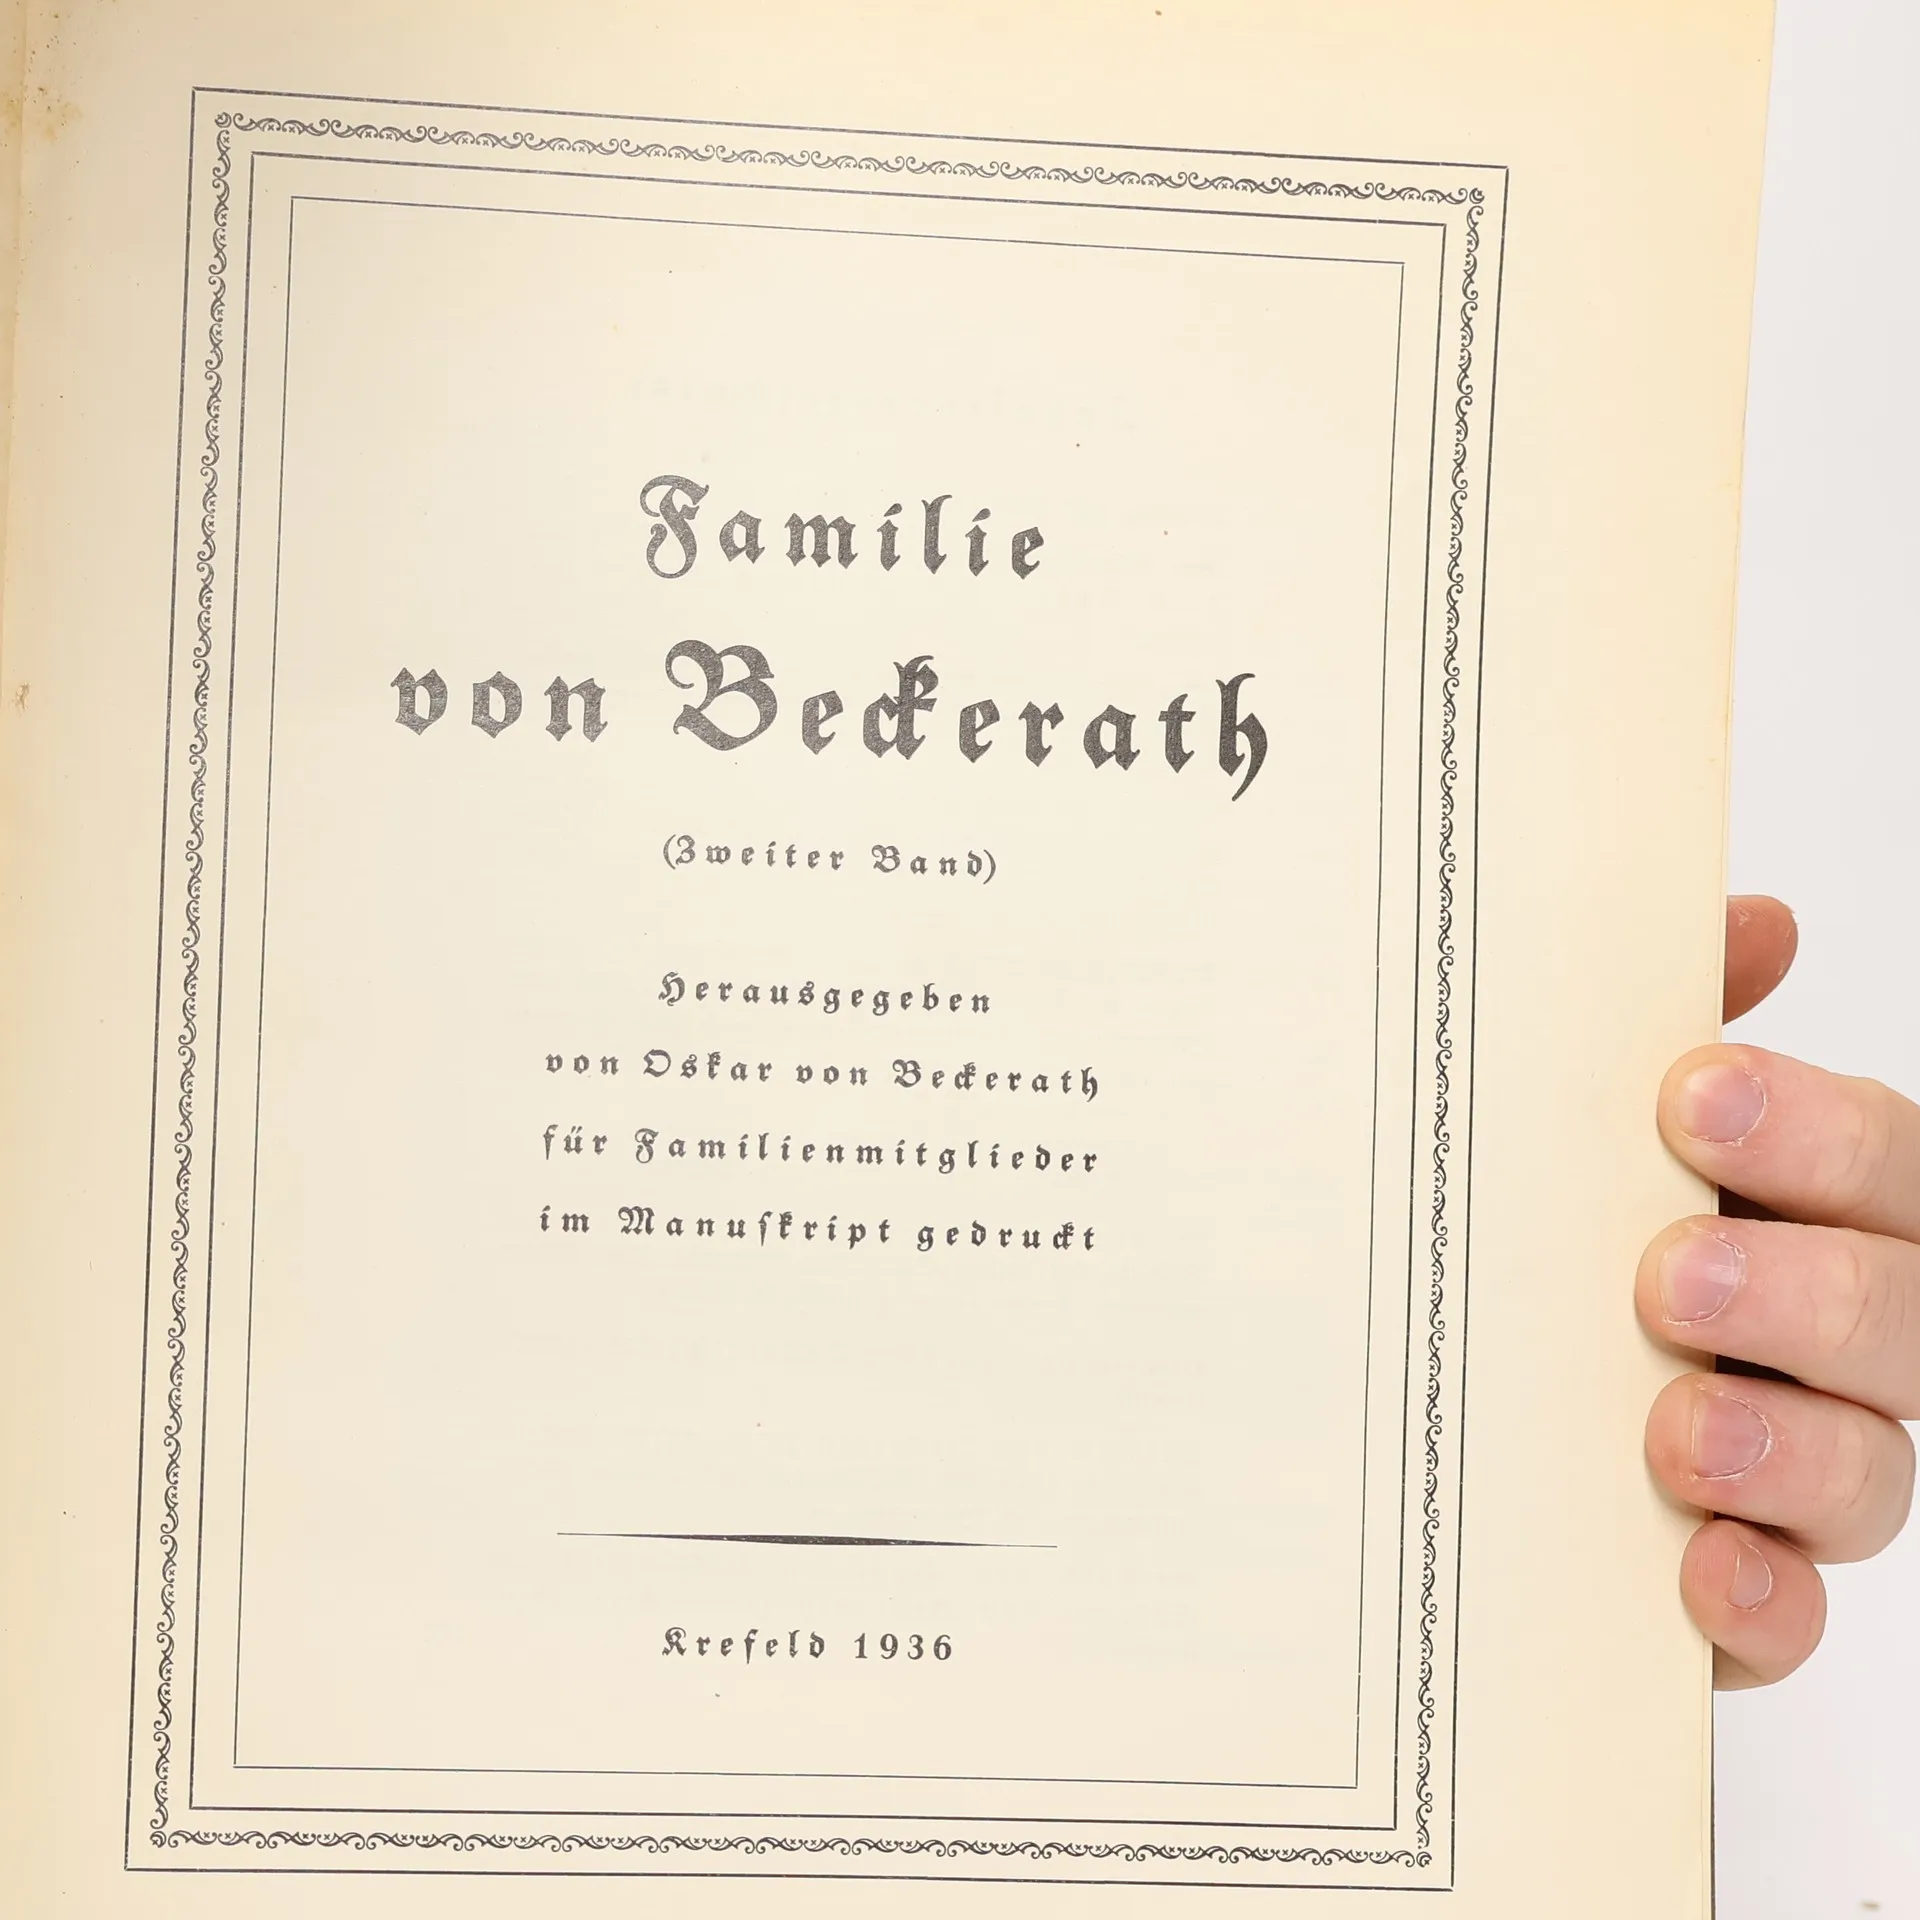 Familie
von Beckerath
(Zweiter Band)
Herausgegeben
von Oskar von Beckerath
für Familienmitglieder
im Manuſkript gedruckt
Krefeld 1936